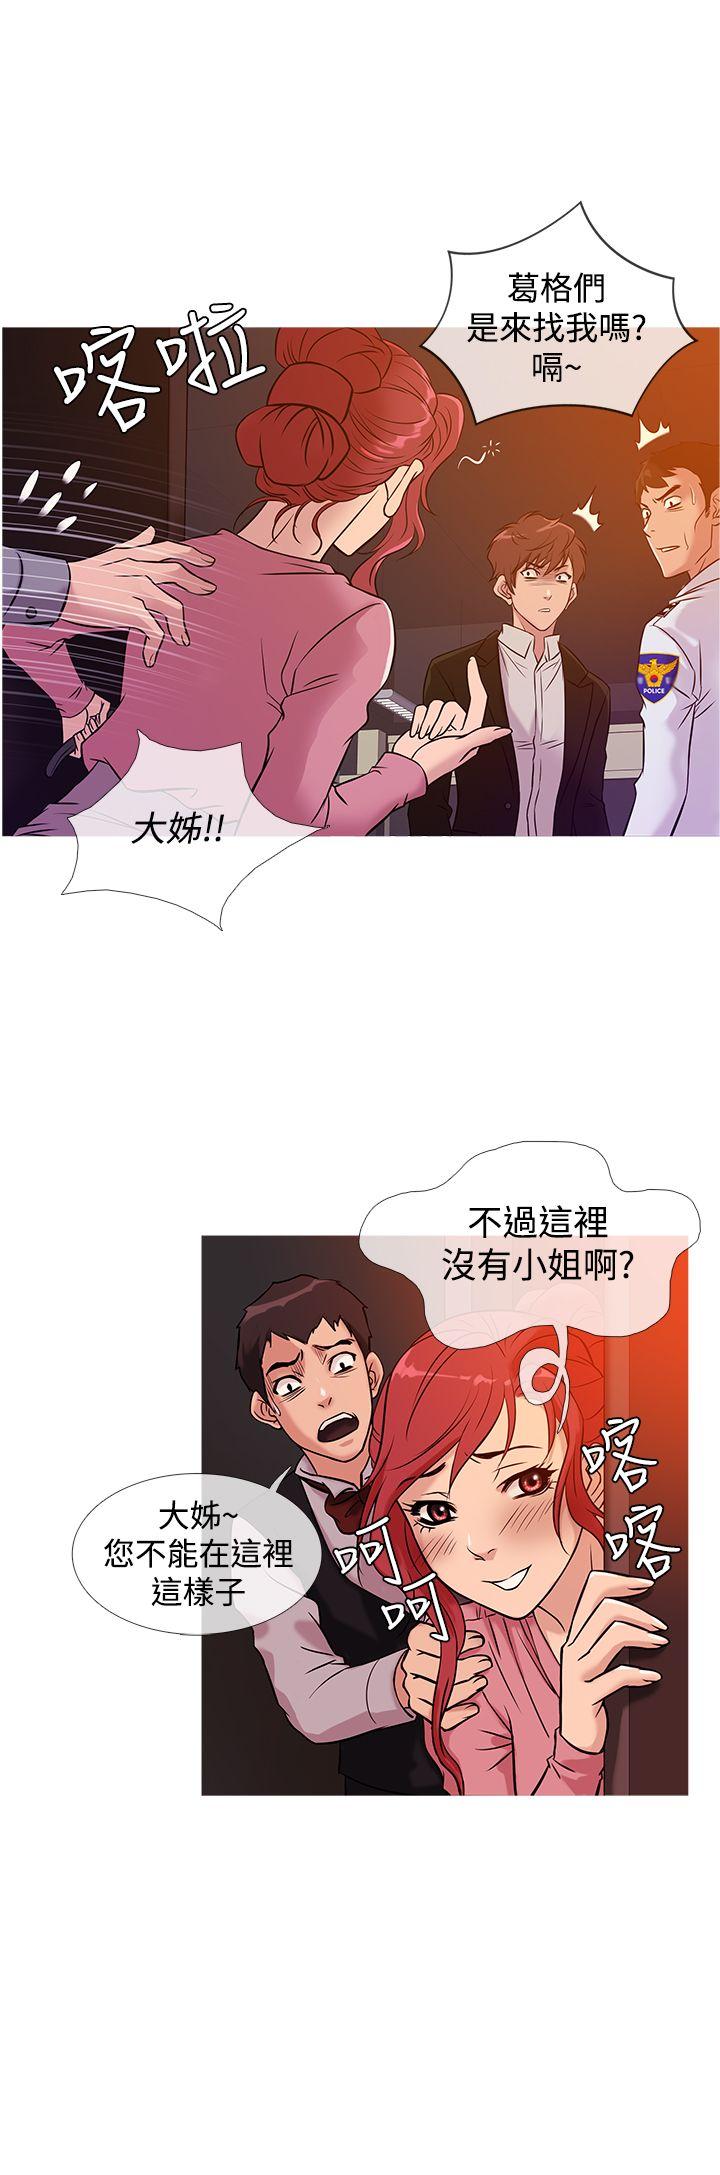 喀啦
葛格們
是來找我嗎?
嗝~
POLICE
大姊!!
不過這裡
沒有小姐啊?
喀
喀
大姊~
您不能在這裡
這樣子
呵
呵